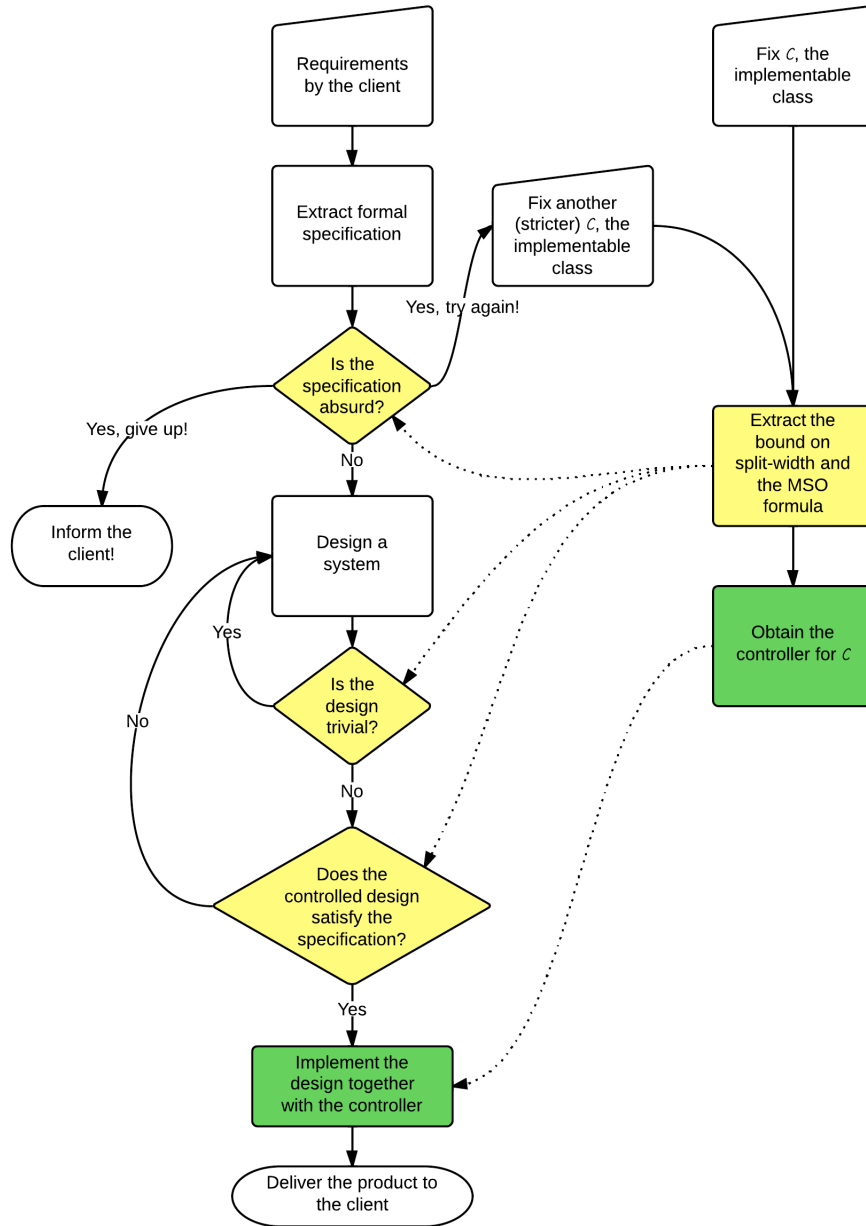 Requirements
by the client
Fix C, the
implementable
class
Extract formal
specification
Fix another
(stricter) C, the
implementable
class
Yes, try again!
Is the
specification
absurd?
Yes, give up!
No
Extract the
bound on
split-width and
the MSO
formula
Inform the
client!
Design a
system
Yes
Obtain the
controller for C
Is the
design
trivial?
No
No
Does the
controlled design
satisfy the
specification?
Yes
Implement the
design together
with the controller
Deliver the product to
the client